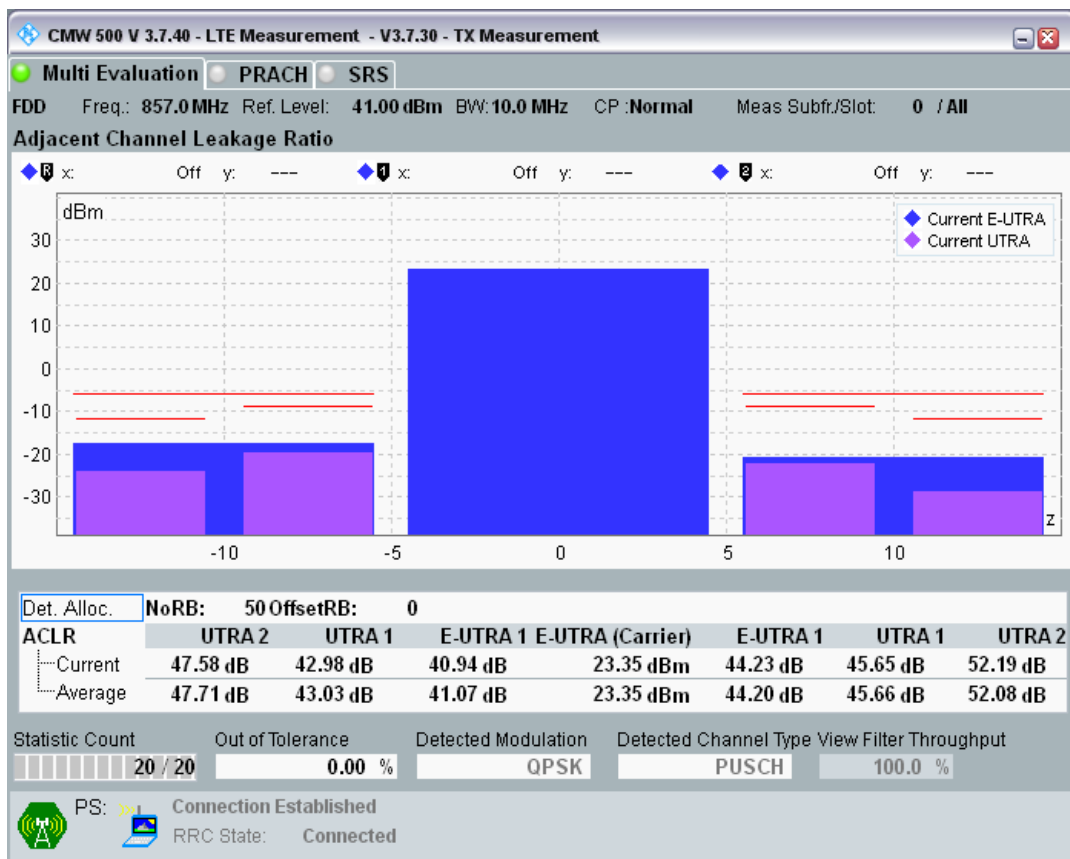 CMW 500 V 3.7.40 - LTE Measurement - V3.7.30 - TX Measurement
Multi Evaluation PRACH SRS
FDD Freq.: 857.0 MHz Ref. Level: 41.00 dBm BW: 10.0 MHz CP :Normal Meas Subfr./Slot: 0 / All
Adjacent Channel Leakage Ratio
R x: Off y: --- 1 x: Off y: --- 2 x: Off y: ---
dBm
Current E-UTRA
Current UTRA
30
20
10
0
-10
-20
-30
z
-10 -5 0 5 10
Det. Alloc. NoRB: 50 OffsetRB: 0
ACLR UTRA 2 UTRA 1 E-UTRA 1 E-UTRA (Carrier) E-UTRA 1 UTRA 1 UTRA 2
Current 47.58 dB 42.98 dB 40.94 dB 23.35 dBm 44.23 dB 45.65 dB 52.19 dB
Average 47.71 dB 43.03 dB 41.07 dB 23.35 dBm 44.20 dB 45.66 dB 52.08 dB
Statistic Count Out of Tolerance Detected Modulation Detected Channel Type View Filter Throughput
20 / 20 0.00 % QPSK PUSCH 100.0 %
PS: Connection Established
RRC State: Connected